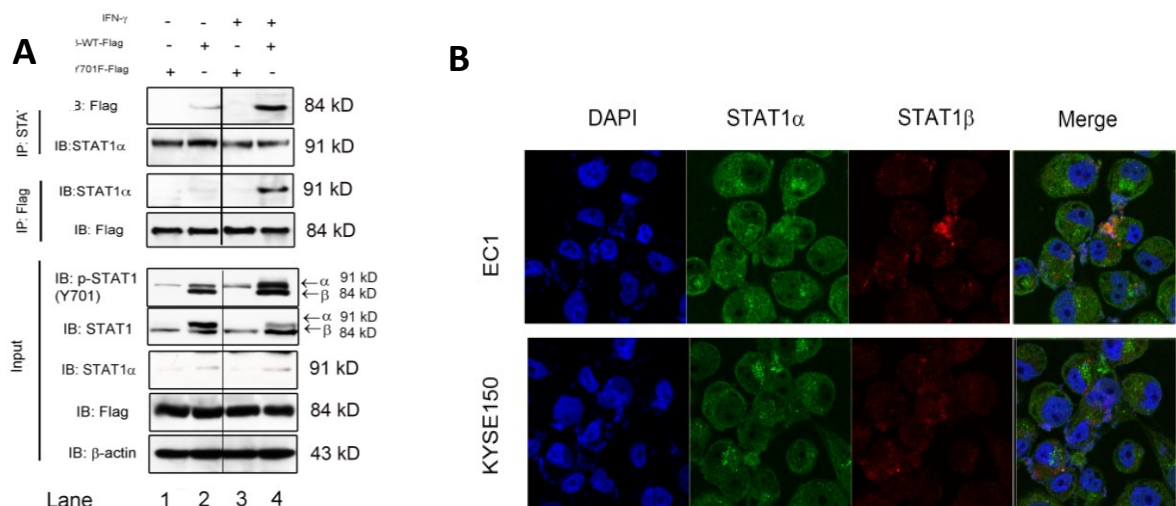 A
IFN-γ - - + +
-WT-Flag - + - +
Y701F-Flag + - + -
IP: STA
: Flag 84 kD
IB:STAT1α 91 kD
IP: Flag
IB:STAT1α 91 kD
IB: Flag 84 kD
Input
IB: p-STAT1 (Y701) ←α 91 kD
←β 84 kD
IB: STAT1 ←α 91 kD
←β 84 kD
IB: STAT1α 91 kD
IB: Flag 84 kD
IB: β-actin 43 kD
Lane 1 2 3 4
B
DAPI STAT1α STAT1β Merge
EC1
KYSE150